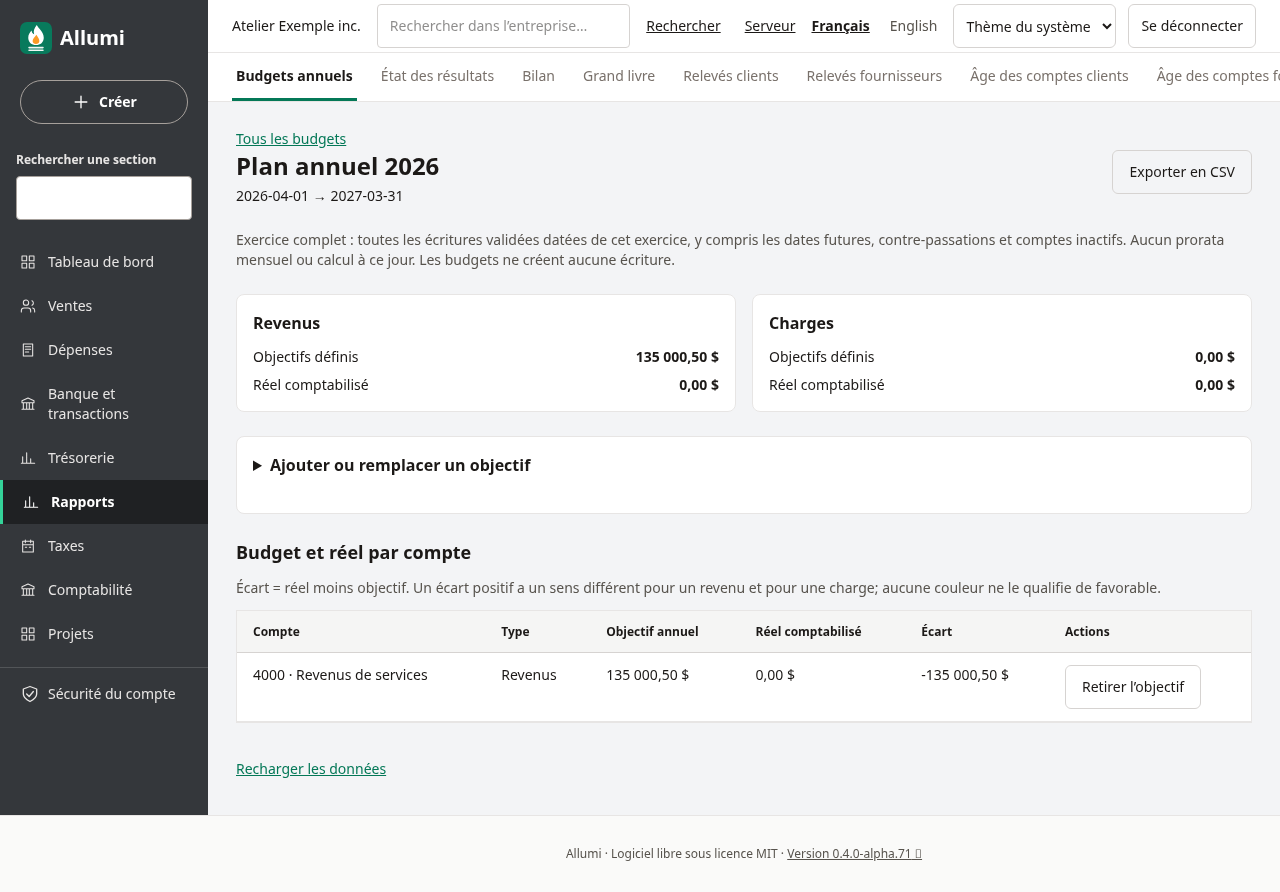 Allumi
Créer
Rechercher une section
Tableau de bord
Ventes
Dépenses
Banque et
transactions
Trésorerie
Rapports
Taxes
Comptabilité
Projets
Sécurité du compte
Atelier Exemple inc.
Rechercher dans l’entreprise…
Rechercher
Serveur
Français
English
Thème du système
Se déconnecter
Budgets annuels
État des résultats
Bilan
Grand livre
Relevés clients
Relevés fournisseurs
Âge des comptes clients
Âge des comptes fo
Tous les budgets
Plan annuel 2026
2026-04-01 → 2027-03-31
Exporter en CSV
Exercice complet : toutes les écritures validées datées de cet exercice, y compris les dates futures, contre-passations et comptes inactifs. Aucun prorata
mensuel ou calcul à ce jour. Les budgets ne créent aucune écriture.
Revenus
Objectifs définis 135 000,50 $
Réel comptabilisé 0,00 $
Charges
Objectifs définis 0,00 $
Réel comptabilisé 0,00 $
Ajouter ou remplacer un objectif
Budget et réel par compte
Écart = réel moins objectif. Un écart positif a un sens différent pour un revenu et pour une charge; aucune couleur ne le qualifie de favorable.
Compte Type Objectif annuel Réel comptabilisé Écart Actions
4000 · Revenus de services Revenus 135 000,50 $ 0,00 $ -135 000,50 $ Retirer l’objectif
Recharger les données
Allumi · Logiciel libre sous licence MIT · Version 0.4.0-alpha.71